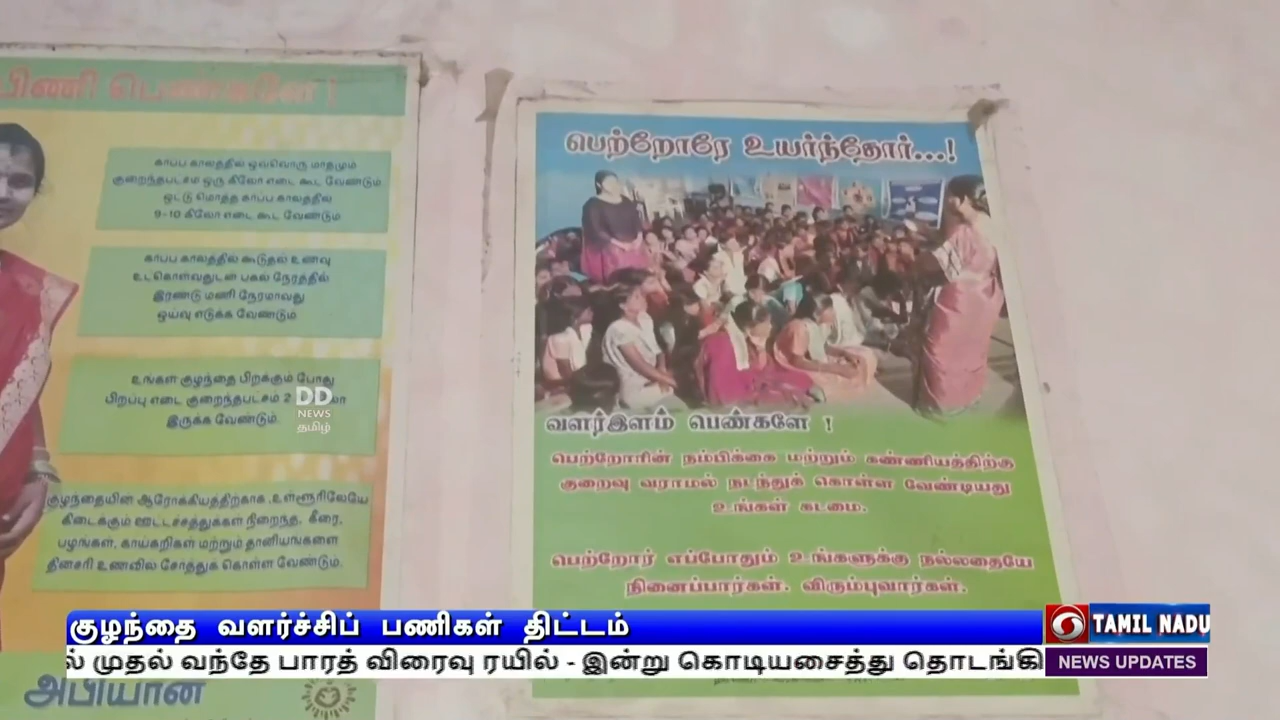 பெண்களே !
கர்ப்ப காலத்தில் ஒவ்வொரு மாதமும்
குறைந்தபட்சம் ஒரு கிலோ எடை கூட வேண்டும்
ஒட்டு மொத்த கர்ப்ப காலத்தில்
9-10 கிலோ எடை கூட வேண்டும்
கர்ப்ப காலத்தில் கூடுதல் உணவு
உட்கொள்வதுடன் பகல் நேரத்தில்
இரண்டு மணி நேரமாவது
ஓய்வு எடுக்க வேண்டும்
உங்கள் குழந்தை பிறக்கும் போது
பிறப்பு எடை குறைந்தபட்சம் 2
இருக்க வேண்டும்.
குழந்தையின் ஆரோக்கியத்திற்காக உள்ளூரிலேயே
கிடைக்கும் ஊட்டச்சத்துக்கள் நிறைந்த, கீரை,
பழங்கள், காய்கறிகள் மற்றும் தானியங்களை
தினசரி உணவில் சேர்த்துக் கொள்ள வேண்டும்.
அபியான்
பெற்றோரே உயர்ந்தோர்...!
வளர்இளம் பெண்களே !
பெற்றோரின் நம்பிக்கை மற்றும் கண்ணியத்திற்கு
குறைவு வராமல் நடந்துக் கொள்ள வேண்டியது
உங்கள் கடமை.
பெற்றோர் எப்போதும் உங்களுக்கு நல்லதையே
நினைப்பார்கள். விரும்புவார்கள்.
DD
NEWS
தமிழ்
குழந்தை வளர்ச்சிப் பணிகள் திட்டம்
முதல் வந்தே பாரத் விரைவு ரயில் - இன்று கொடியசைத்து
TAMIL NADU
NEWS UPDATES